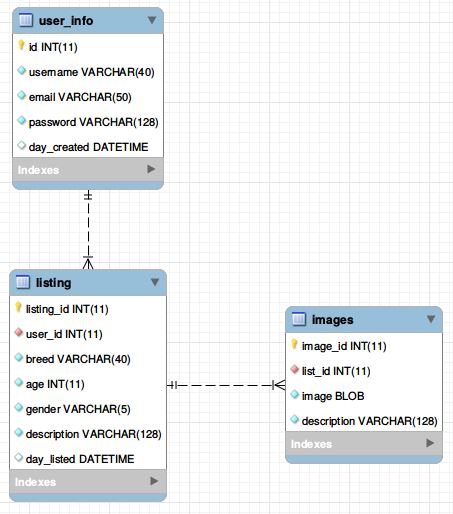 user_info
id INT(11)
username VARCHAR(40)
email VARCHAR(50)
password VARCHAR(128)
day_created DATETIME
Indexes
listing
listing_id INT(11)
user_id INT(11)
breed VARCHAR(40)
age INT(11)
gender VARCHAR(5)
description VARCHAR(128)
day_listed DATETIME
Indexes
images
image_id INT(11)
list_id INT(11)
image BLOB
description VARCHAR(128)
Indexes